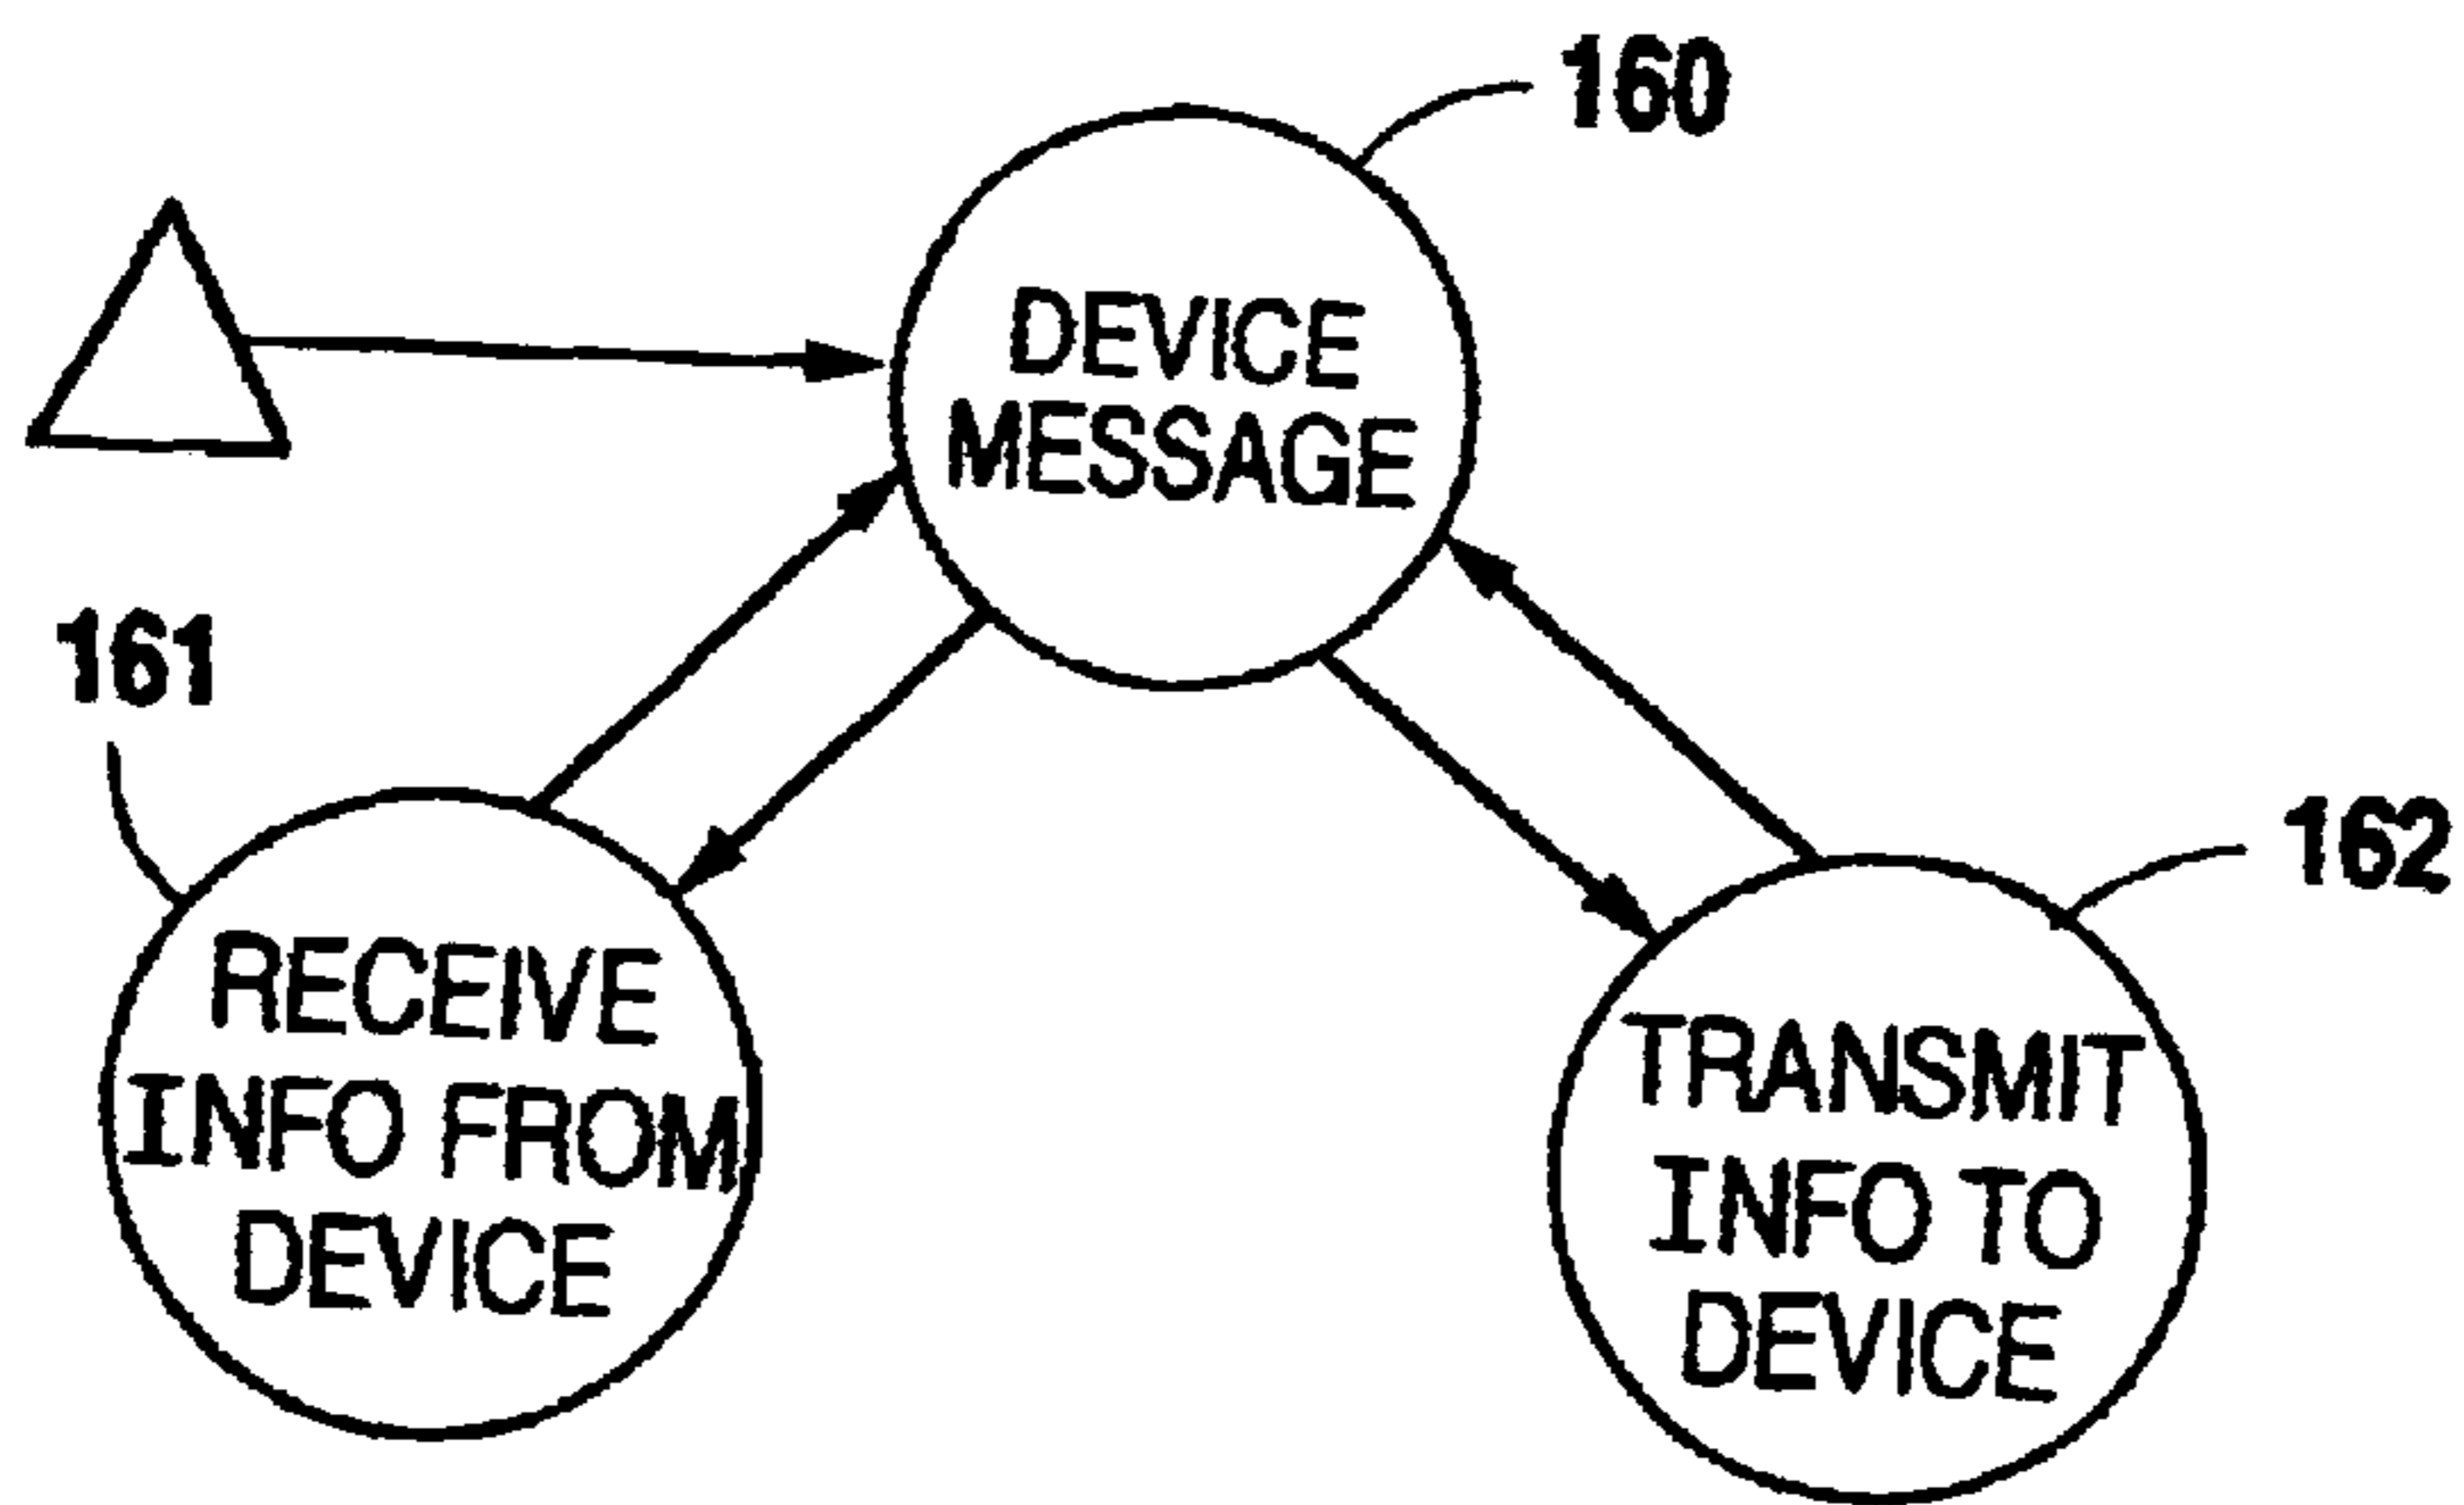 160
DEVICE
MESSAGE
161
162
RECEIVE
INFO FROM
DEVICE
TRANSMIT
INFO TO
DEVICE